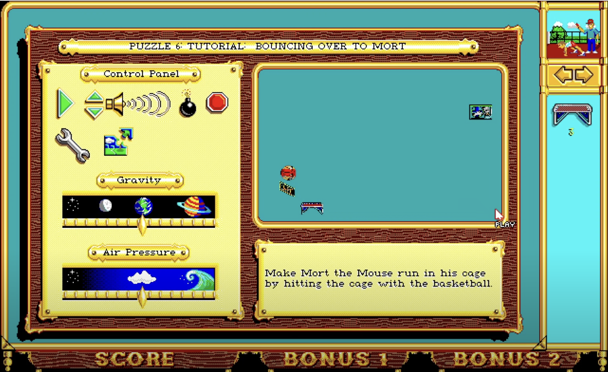 PUZZLE 6: TUTORIAL: BOUNCING OVER TO MORT
Control Panel
Gravity
Air Pressure
PLAY
3
Make Mort the Mouse run in his cage
by hitting the cage with the basketball.
SCORE
BONUS 1
BONUS 2